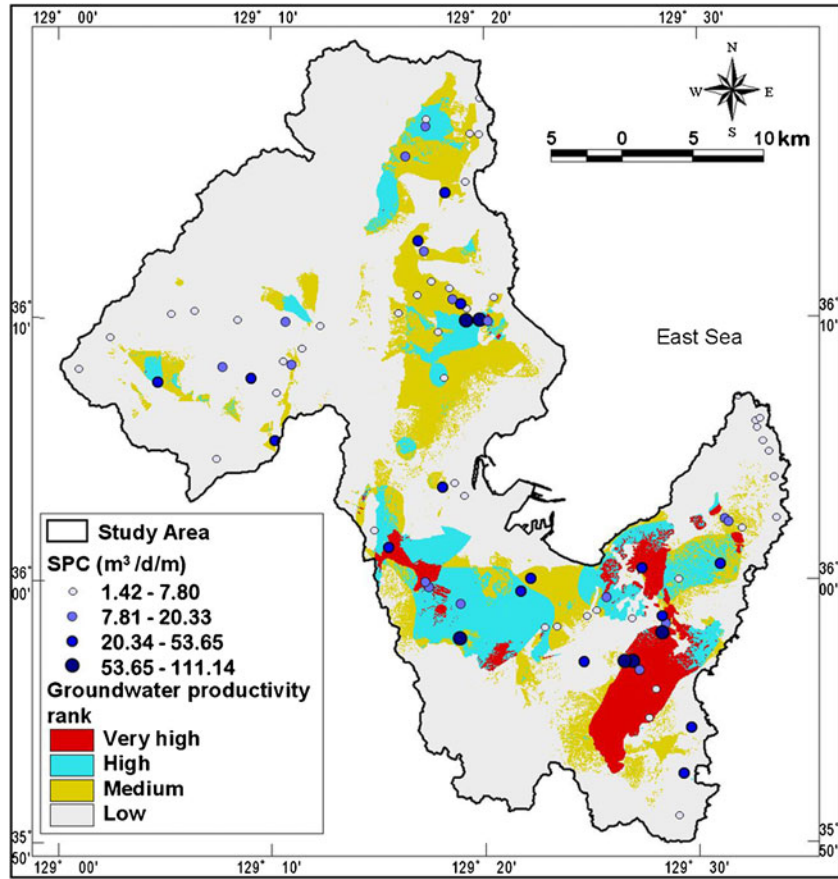 129° 00' 129° 10' 129° 20' 129° 30'
N
W E
S
5 0 5 10 km
36° 10' 36° 10'
East Sea
Study Area
SPC (m³ /d/m)
1.42 - 7.80
7.81 - 20.33
20.34 - 53.65
53.65 - 111.14
Groundwater productivity
rank
Very high
High
Medium
Low
36° 00' 36° 00'
35° 50' 35° 50'
129° 00' 129° 10' 129° 20' 129° 30'